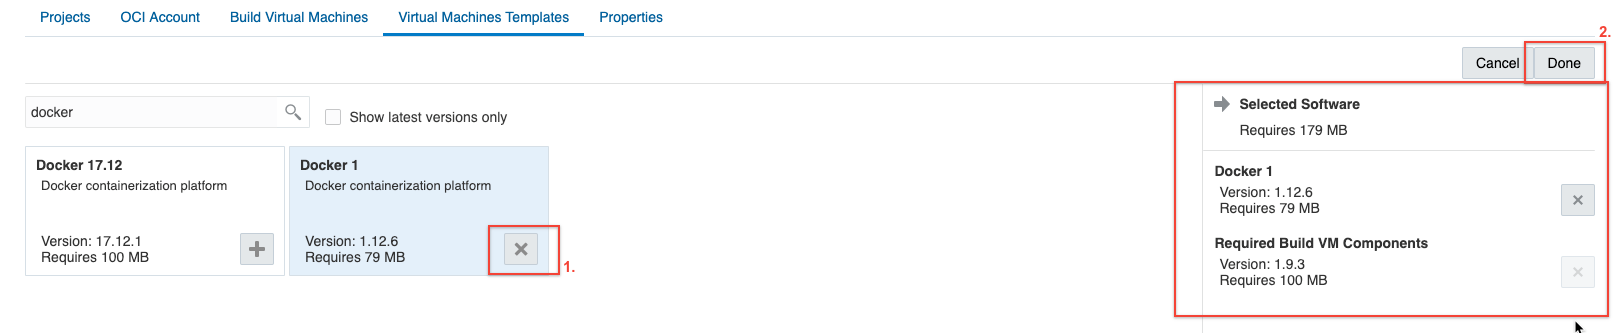 Projects OCI Account Build Virtual Machines Virtual Machines Templates Properties
2.
Cancel Done
docker
Show latest versions only
Selected Software
Requires 179 MB
Docker 17.12
Docker containerization platform
Version: 17.12.1
Requires 100 MB
Docker 1
Docker containerization platform
Version: 1.12.6
Requires 79 MB
1.
Docker 1
Version: 1.12.6
Requires 79 MB
Required Build VM Components
Version: 1.9.3
Requires 100 MB